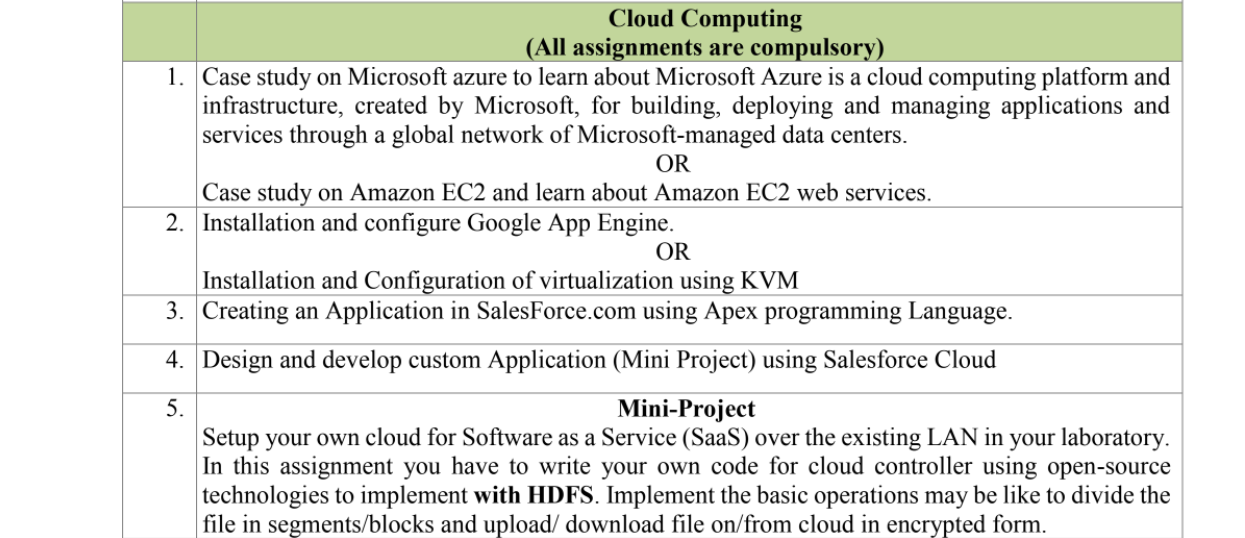 Cloud Computing
(All assignments are compulsory)
1. Case study on Microsoft azure to learn about Microsoft Azure is a cloud computing platform and
infrastructure, created by Microsoft, for building, deploying and managing applications and
services through a global network of Microsoft-managed data centers.
OR
Case study on Amazon EC2 and learn about Amazon EC2 web services.
2. Installation and configure Google App Engine.
OR
Installation and Configuration of virtualization using KVM
3. Creating an Application in SalesForce.com using Apex programming Language.
4. Design and develop custom Application (Mini Project) using Salesforce Cloud
5. Mini-Project
Setup your own cloud for Software as a Service (SaaS) over the existing LAN in your laboratory.
In this assignment you have to write your own code for cloud controller using open-source
technologies to implement with HDFS. Implement the basic operations may be like to divide the
file in segments/blocks and upload/ download file on/from cloud in encrypted form.